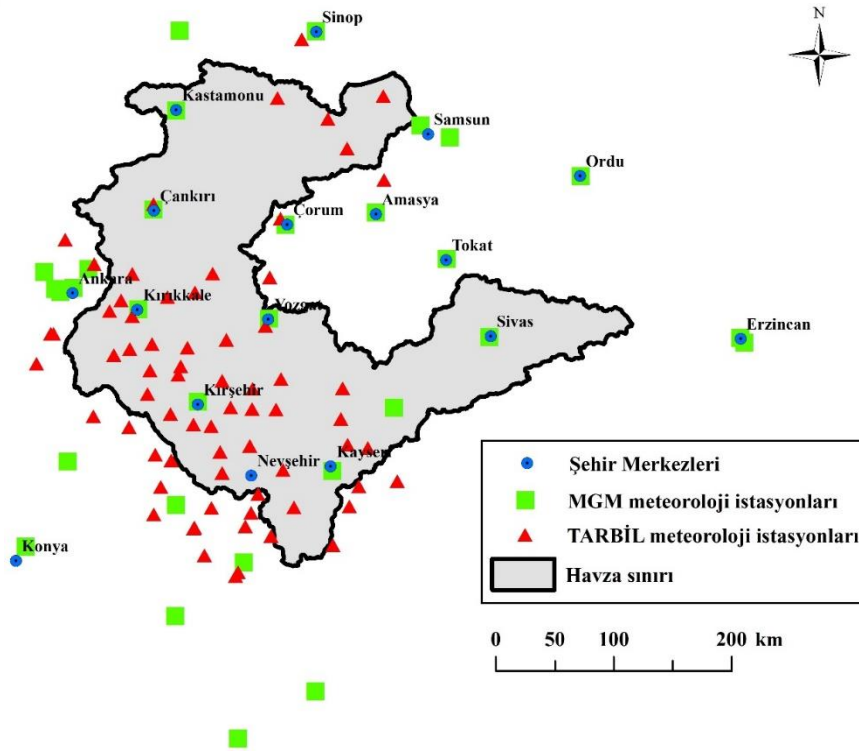 Sinop
N
Kastamonu
Samsun
Ordu
Çankırı
Çorum
Amasya
Tokat
Ankara
Kırıkkale
Yozgat
Sivas
Erzincan
Kırşehir
Kayseri
Nevşehir
Konya
Şehir Merkezleri
MGM meteoroloji istasyonları
TARBİL meteoroloji istasyonları
Havza sınırı
0 50 100 200 km